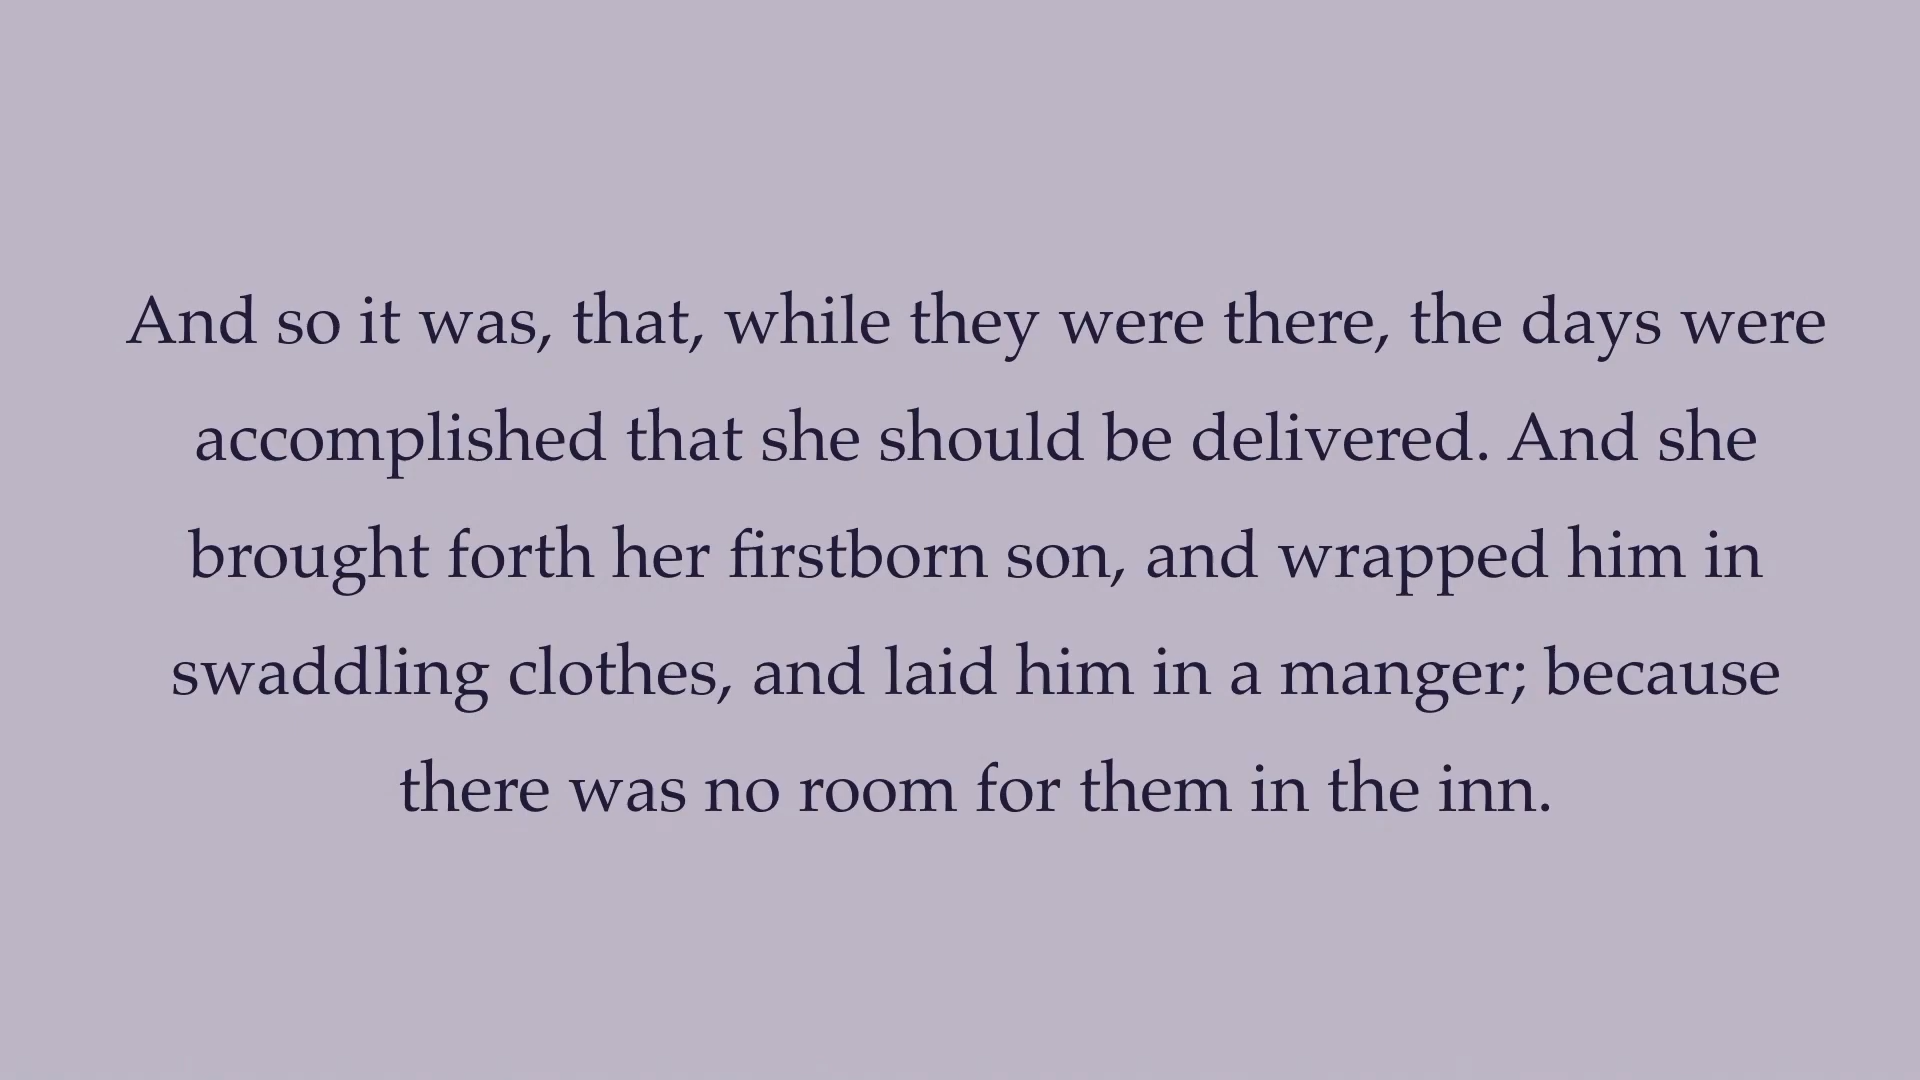 And so it was, that, while they were there, the days were
accomplished that she should be delivered. And she
brought forth her firstborn son, and wrapped him in
swaddling clothes, and laid him in a manger; because
there was no room for them in the inn.